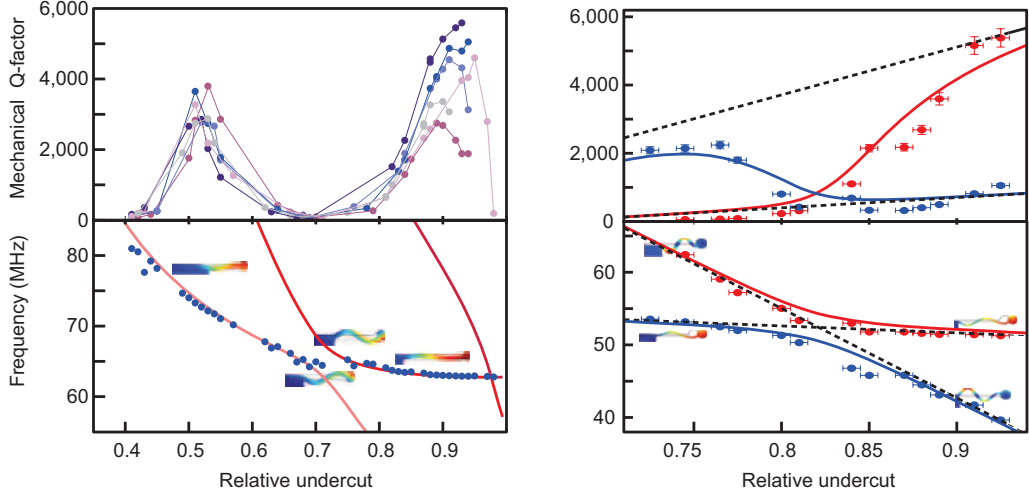 Mechanical Q-factor
6,000
4,000
2,000
0
Frequency (MHz)
80
70
60
0.4 0.5 0.6 0.7 0.8 0.9
Relative undercut
6,000
4,000
2,000
0
60
50
40
0.75 0.8 0.85 0.9
Relative undercut